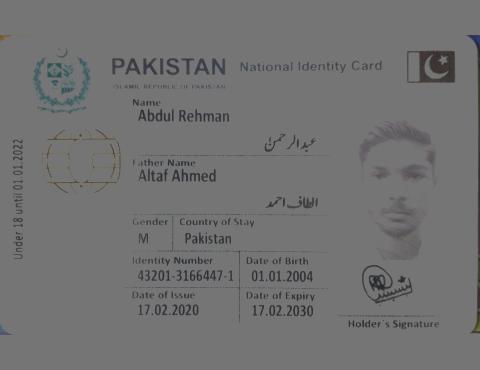 PAKISTAN National Identity Card
ISLAMIC REPUBLIC OF PAKISTAN
Name
Abdul Rehman
عبدالرحمن
Father Name
Altaf Ahmed
الطاف احمد
Gender Country of Stay
M Pakistan
Identity Number Date of Birth
43201-3166447-1 01.01.2004
Date of Issue Date of Expiry
17.02.2020 17.02.2030
Holder's Signature
Under 18 until 01.01.2022